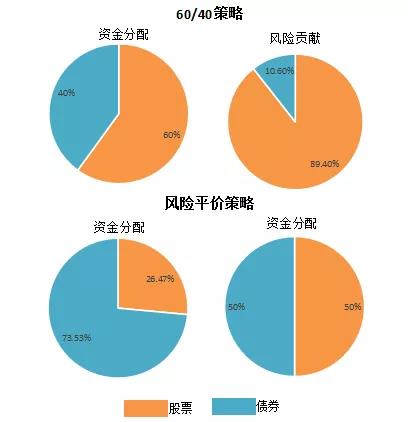 60/40策略
资金分配
风险贡献
40%
60%
10.60%
89.40%
风险平价策略
资金分配
资金分配
26.47%
73.53%
50%
50%
股票
债券